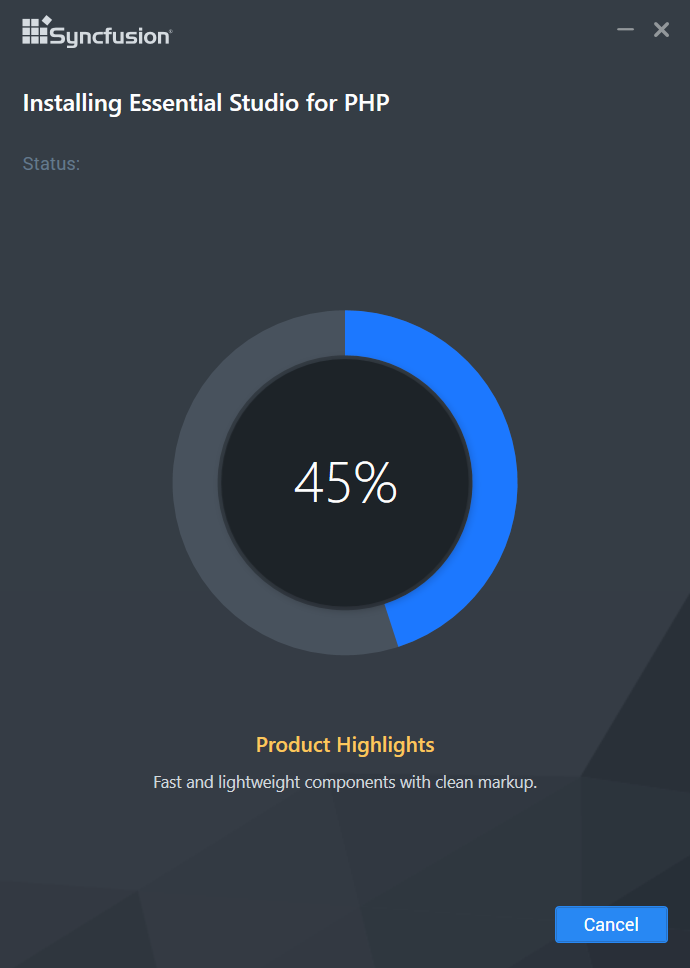 Syncfusion®
Installing Essential Studio for PHP
Status:
45%
Product Highlights
Fast and lightweight components with clean markup.
Cancel